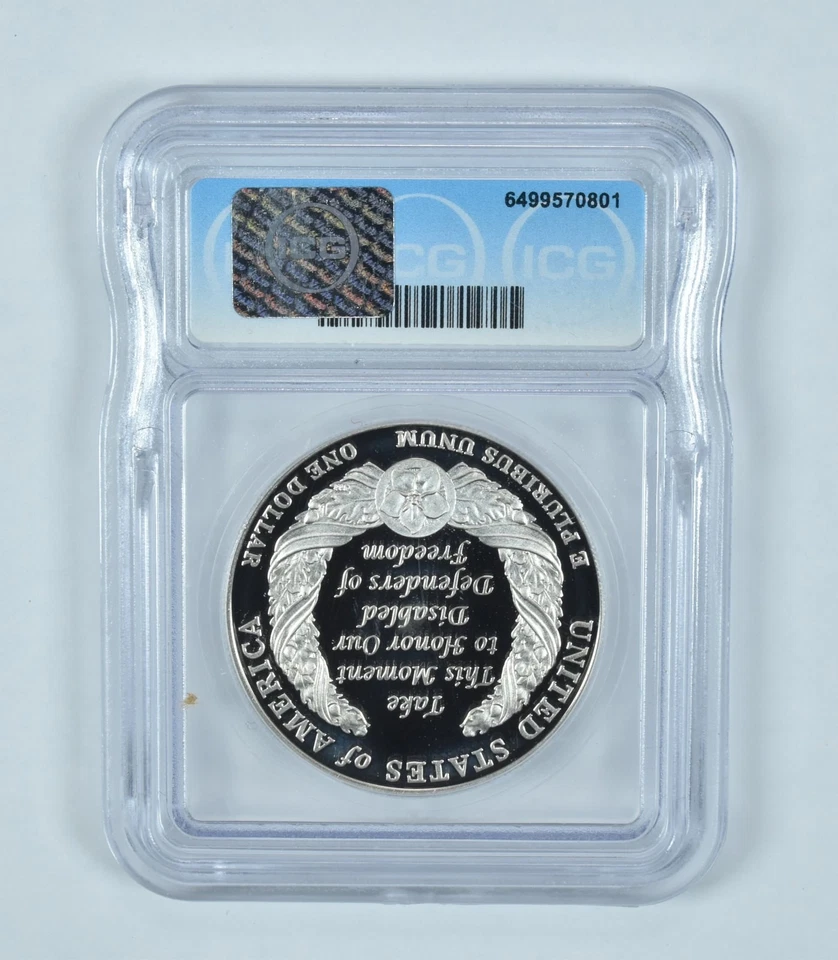 6499570801
ICG CG ICG
UNITED STATES of AMERICA
Take
This Moment
to Honor Our
Disabled
Defenders of
Freedom
ONE DOLLAR
E PLURIBUS UNUM